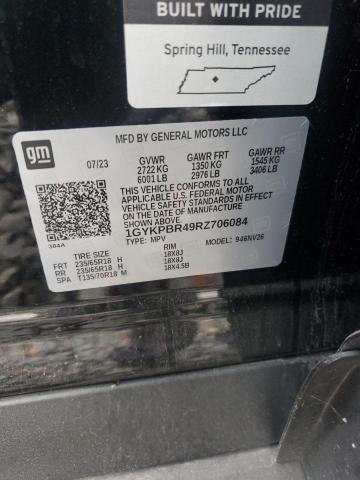 BUILT WITH PRIDE
Spring Hill, Tennessee
gm
MFD BY GENERAL MOTORS LLC
07/23 GVWR GAWR FRT GAWR RR
2722 KG 1350 KG 1545 KG
6001 LB 2976 LB 3406 LB
THIS VEHICLE CONFORMS TO ALL
APPLICABLE U.S. FEDERAL MOTOR
VEHICLE SAFETY STANDARDS IN EFFECT
ON THE DATE OF MANUFACTURE
SHOWN ABOVE.
1GYKPBR49RZ706084
384A TYPE: MPV MODEL: 946NV26
TIRE SIZE RIM
FRT 235/65R18 H 18X8J
RR 235/65R18 H 18X8J
SPA T135/70R18 M 18X4.5B